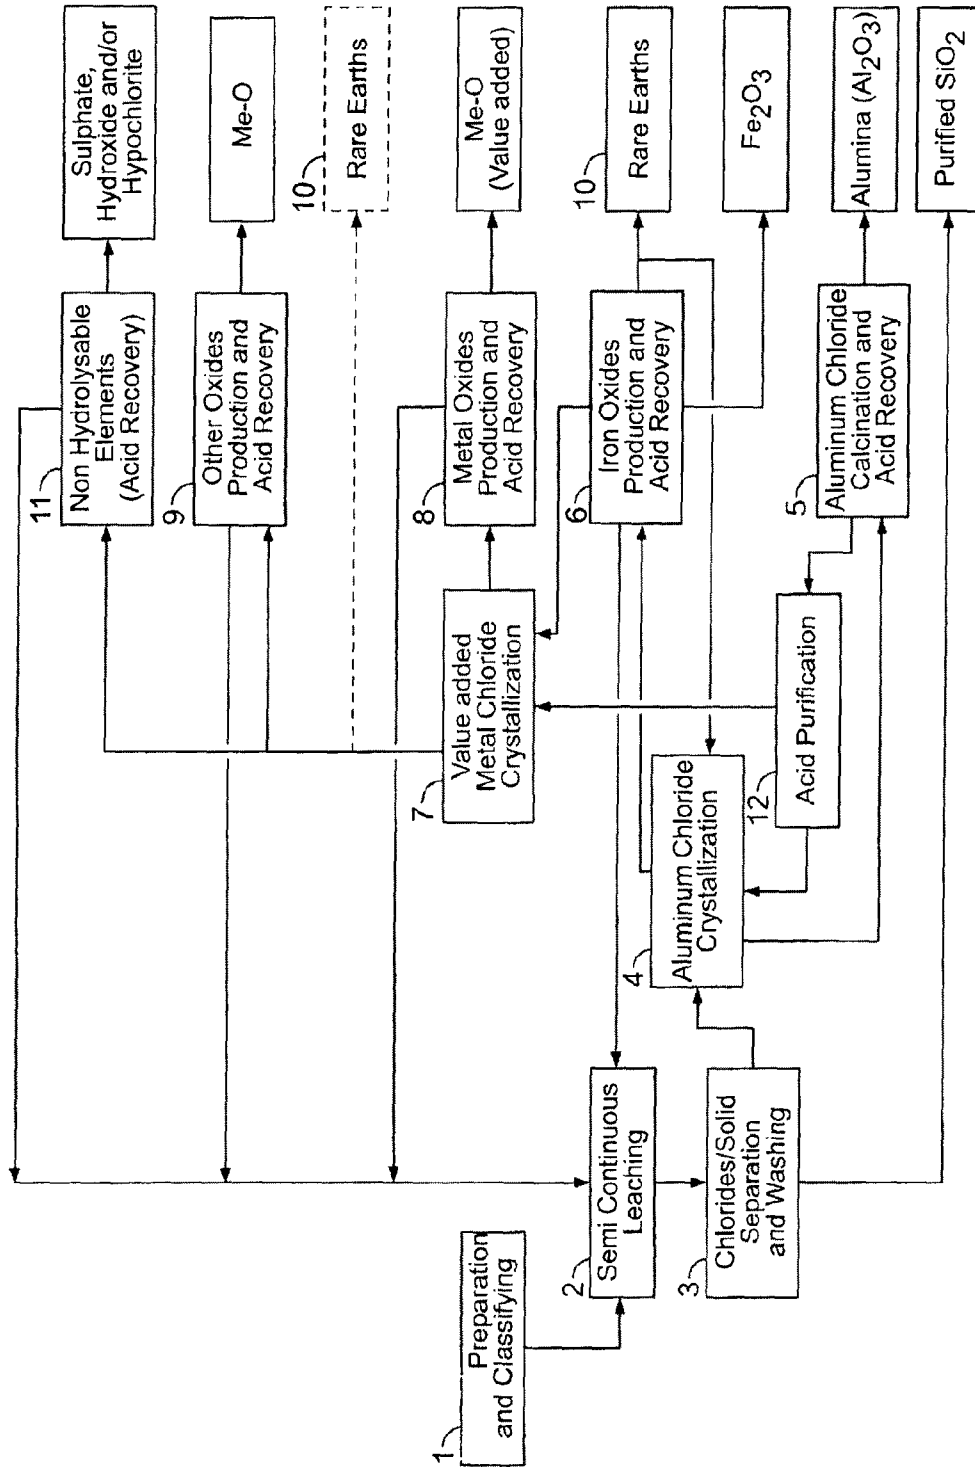 1
Preparation
and Classifying
2
Semi Continuous
Leaching
3
Chlorides/Solid
Separation
and Washing
4
Aluminum Chloride
Crystallization
12
Acid Purification
7
Value added
Metal Chloride
Crystallization
11
Non Hydrolysable
Elements
(Acid Recovery)
9
Other Oxides
Production and
Acid Recovery
8
Metal Oxides
Production and
Acid Recovery
6
Iron Oxides
Production and
Acid Recovery
5
Aluminum Chloride
Calcination and
Acid Recovery
Sulphate,
Hydroxide and/or
Hypochlorite
Me-O
10
Rare Earths
Me-O
(Value added)
10
Rare Earths
Fe₂O₃
Alumina (Al₂O₃)
Purified SiO₂